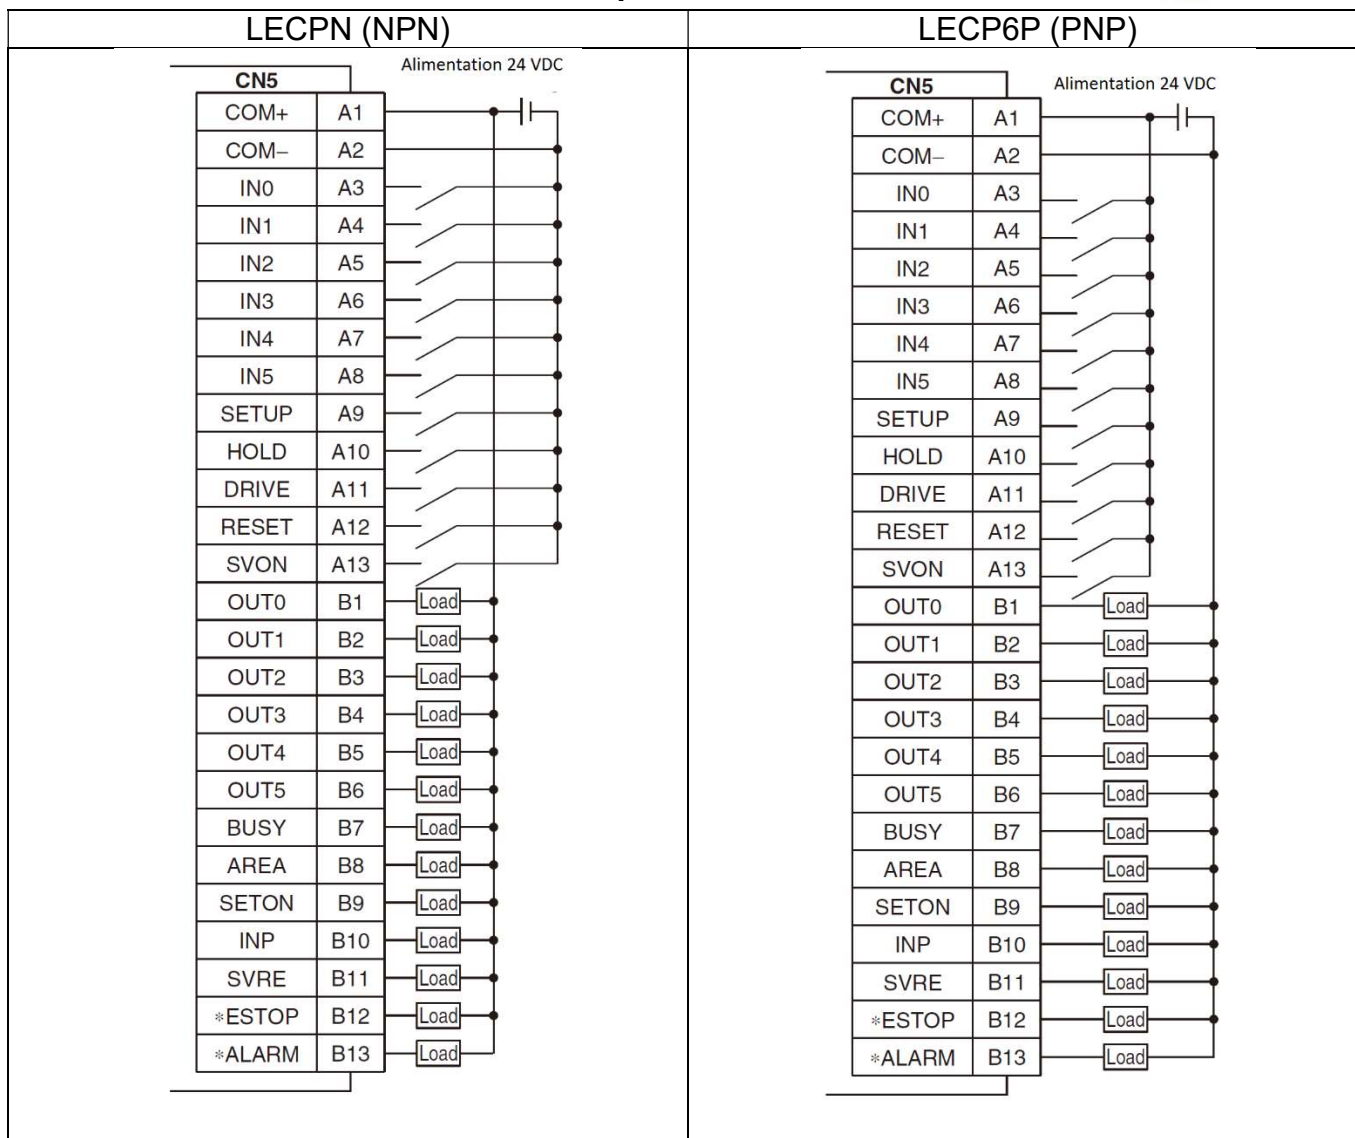 LECPN (NPN)
LECP6P (PNP)
Alimentation 24 VDC
CN5
COM+ A1
COM− A2
IN0 A3
IN1 A4
IN2 A5
IN3 A6
IN4 A7
IN5 A8
SETUP A9
HOLD A10
DRIVE A11
RESET A12
SVON A13
OUT0 B1 Load
OUT1 B2 Load
OUT2 B3 Load
OUT3 B4 Load
OUT4 B5 Load
OUT5 B6 Load
BUSY B7 Load
AREA B8 Load
SETON B9 Load
INP B10 Load
SVRE B11 Load
*ESTOP B12 Load
*ALARM B13 Load
Alimentation 24 VDC
CN5
COM+ A1
COM− A2
IN0 A3
IN1 A4
IN2 A5
IN3 A6
IN4 A7
IN5 A8
SETUP A9
HOLD A10
DRIVE A11
RESET A12
SVON A13
OUT0 B1 Load
OUT1 B2 Load
OUT2 B3 Load
OUT3 B4 Load
OUT4 B5 Load
OUT5 B6 Load
BUSY B7 Load
AREA B8 Load
SETON B9 Load
INP B10 Load
SVRE B11 Load
*ESTOP B12 Load
*ALARM B13 Load